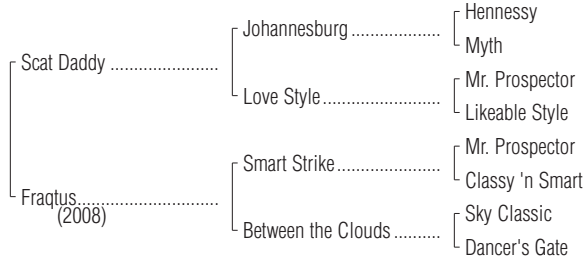 Hennessy
Johannesburg ....................
Myth
Scat Daddy ........................
Mr. Prospector
Love Style..........................
Likeable Style
Mr. Prospector
Smart Strike.......................
Classy 'n Smart
Fraqtus...............................
(2008)
Sky Classic
Between the Clouds ..........
Dancer's Gate